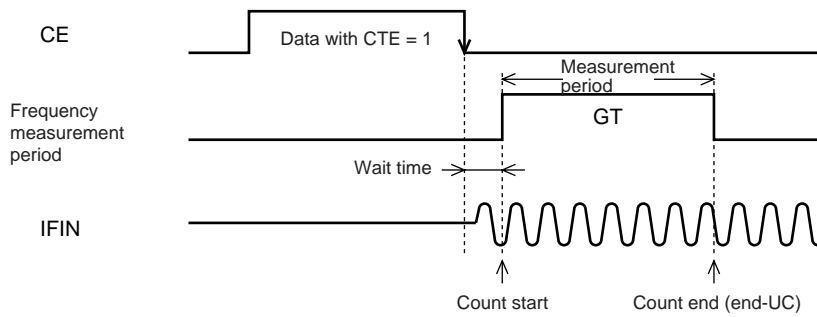 CE
Data with CTE = 1
Measurement
period
Frequency
measurement
period
GT
Wait time
IFIN
Count start
Count end (end-UC)